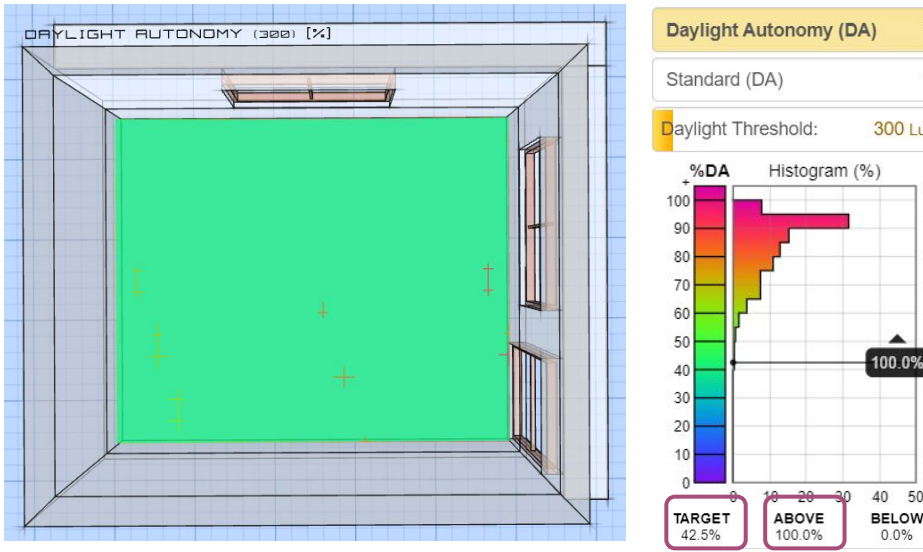 DAYLIGHT AUTONOMY (300) [%]
Daylight Autonomy (DA)
Standard (DA)
Daylight Threshold: 300 Lu
%DA Histogram (%)
+
100
90
80
70
60
50
40
30
20
10
0
100.0%
0 10 20 30 40 50
TARGET ABOVE BELOW
42.5% 100.0% 0.0%